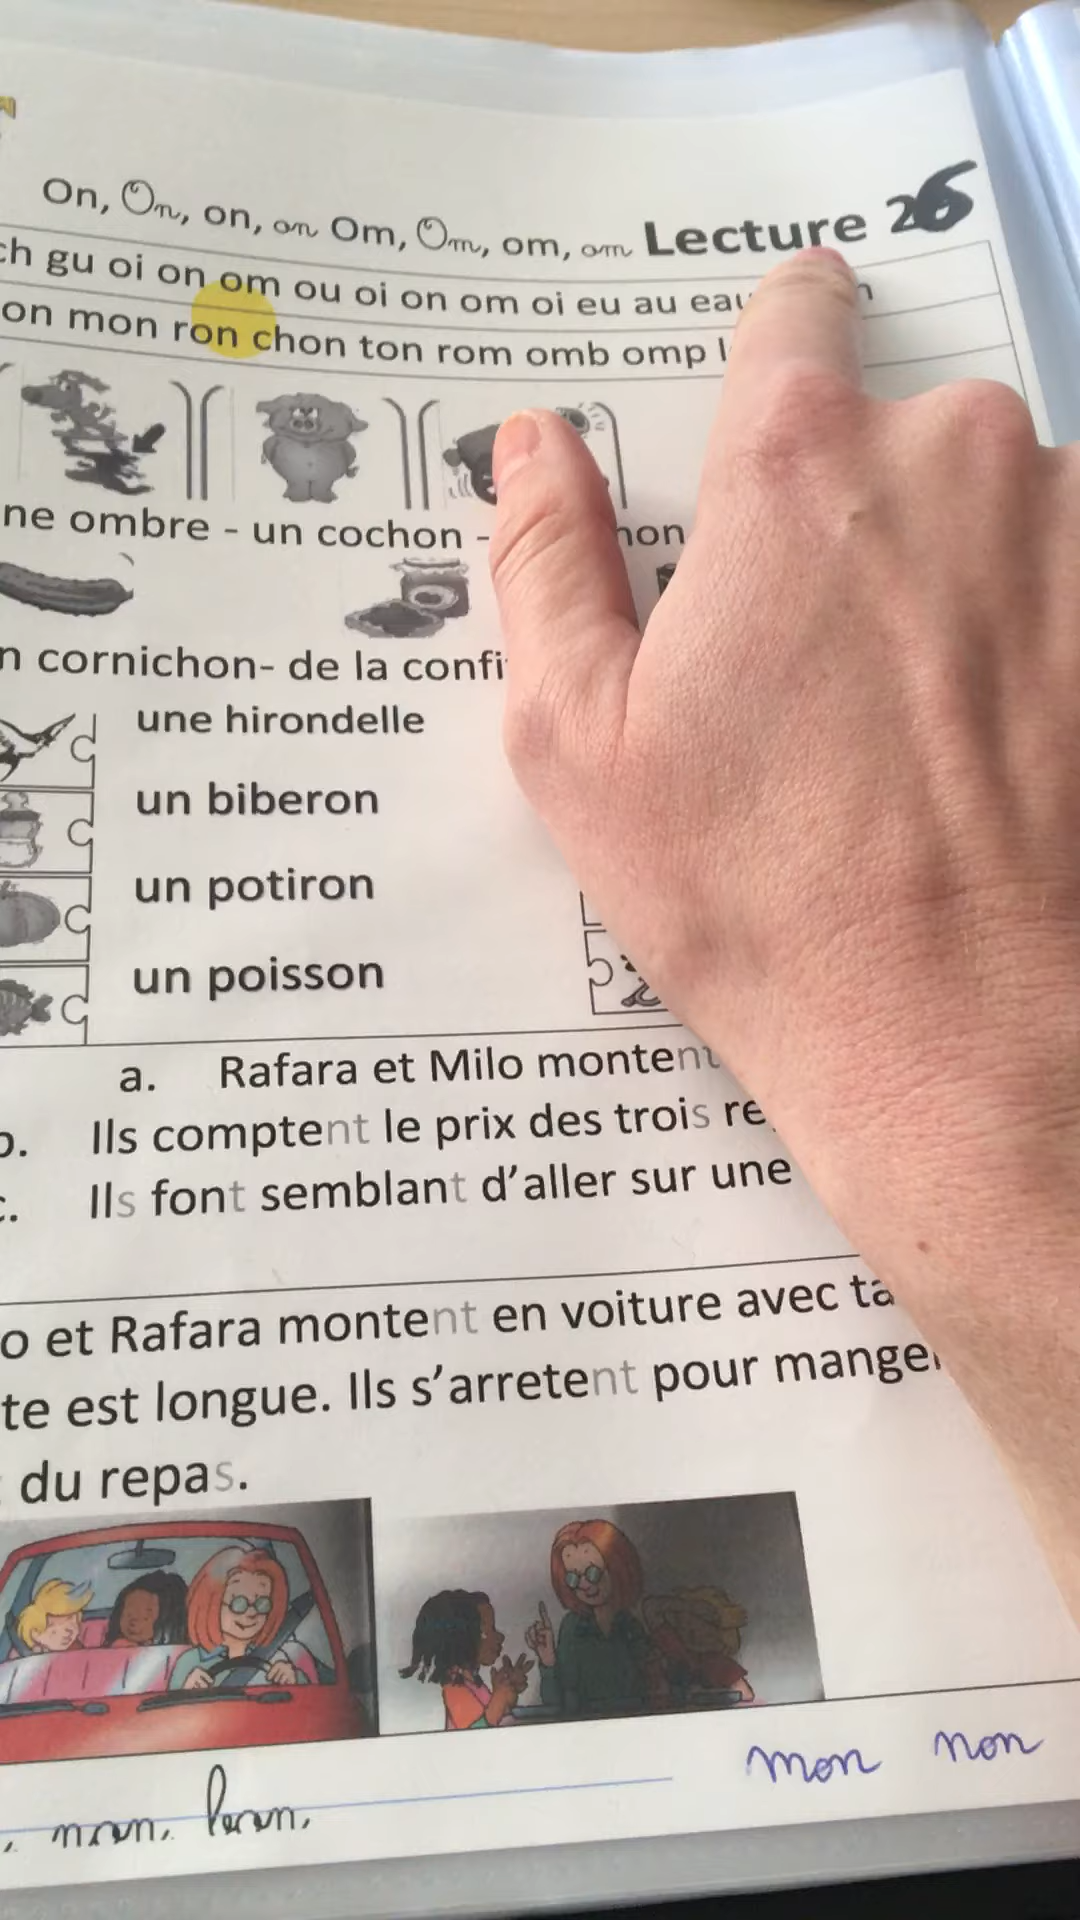 On, On, on, on Om, Om, om, om Lecture 26
ch gu oi on om ou oi on om oi eu au eau
on mon ron chon ton rom omb omp
ne ombre - un cochon -
n cornichon- de la confi
une hirondelle
un biberon
un potiron
un poisson
a. Rafara et Milo montent
b. Ils comptent le prix des trois re
c. Ils font semblant d'aller sur une
o et Rafara montent en voiture avec ta
te est longue. Ils s'arretent pour manger
du repas.
mon non